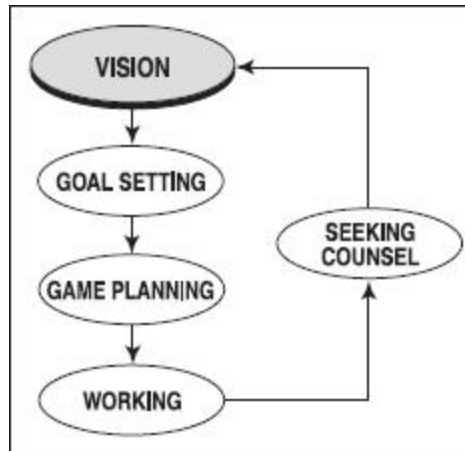 VISION
GOAL SETTING
GAME PLANNING
WORKING
SEEKING
COUNSEL